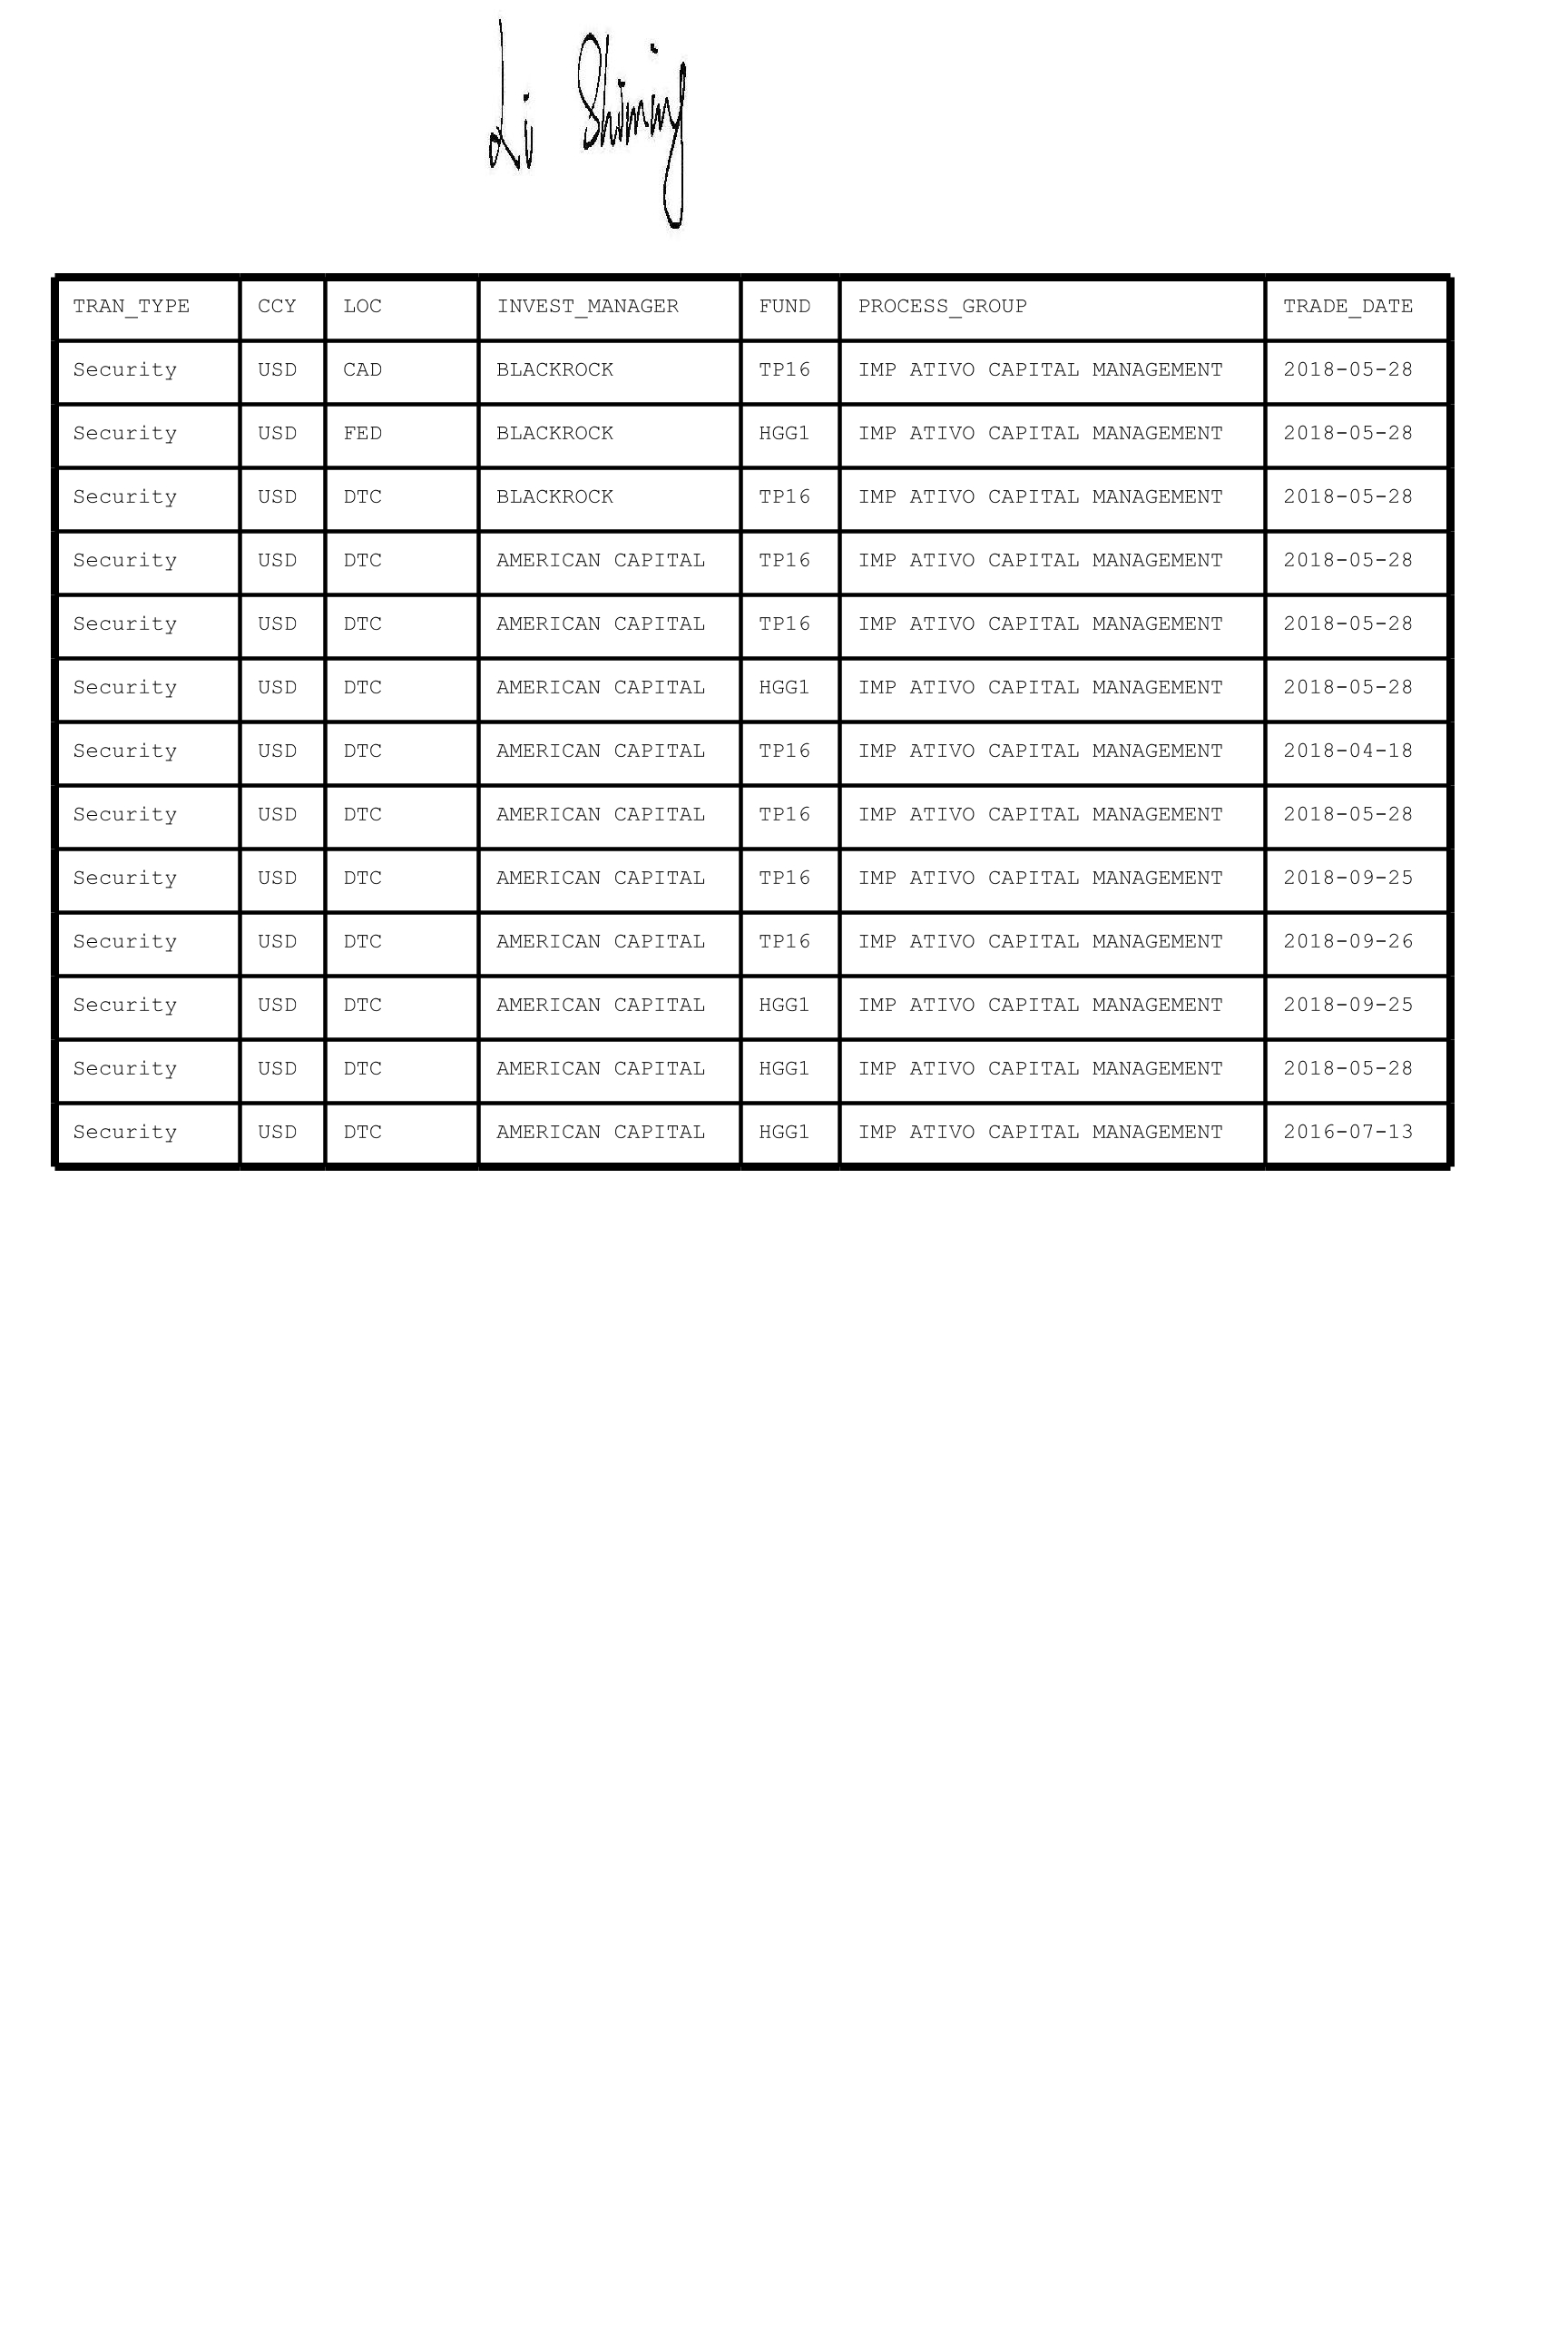 Li Shiming
TRAN_TYPE CCY LOC INVEST_MANAGER FUND PROCESS_GROUP TRADE_DATE
Security USD CAD BLACKROCK TP16 IMP ATIVO CAPITAL MANAGEMENT 2018-05-28
Security USD FED BLACKROCK HGG1 IMP ATIVO CAPITAL MANAGEMENT 2018-05-28
Security USD DTC BLACKROCK TP16 IMP ATIVO CAPITAL MANAGEMENT 2018-05-28
Security USD DTC AMERICAN CAPITAL TP16 IMP ATIVO CAPITAL MANAGEMENT 2018-05-28
Security USD DTC AMERICAN CAPITAL TP16 IMP ATIVO CAPITAL MANAGEMENT 2018-05-28
Security USD DTC AMERICAN CAPITAL HGG1 IMP ATIVO CAPITAL MANAGEMENT 2018-05-28
Security USD DTC AMERICAN CAPITAL TP16 IMP ATIVO CAPITAL MANAGEMENT 2018-04-18
Security USD DTC AMERICAN CAPITAL TP16 IMP ATIVO CAPITAL MANAGEMENT 2018-05-28
Security USD DTC AMERICAN CAPITAL TP16 IMP ATIVO CAPITAL MANAGEMENT 2018-09-25
Security USD DTC AMERICAN CAPITAL TP16 IMP ATIVO CAPITAL MANAGEMENT 2018-09-26
Security USD DTC AMERICAN CAPITAL HGG1 IMP ATIVO CAPITAL MANAGEMENT 2018-09-25
Security USD DTC AMERICAN CAPITAL HGG1 IMP ATIVO CAPITAL MANAGEMENT 2018-05-28
Security USD DTC AMERICAN CAPITAL HGG1 IMP ATIVO CAPITAL MANAGEMENT 2016-07-13